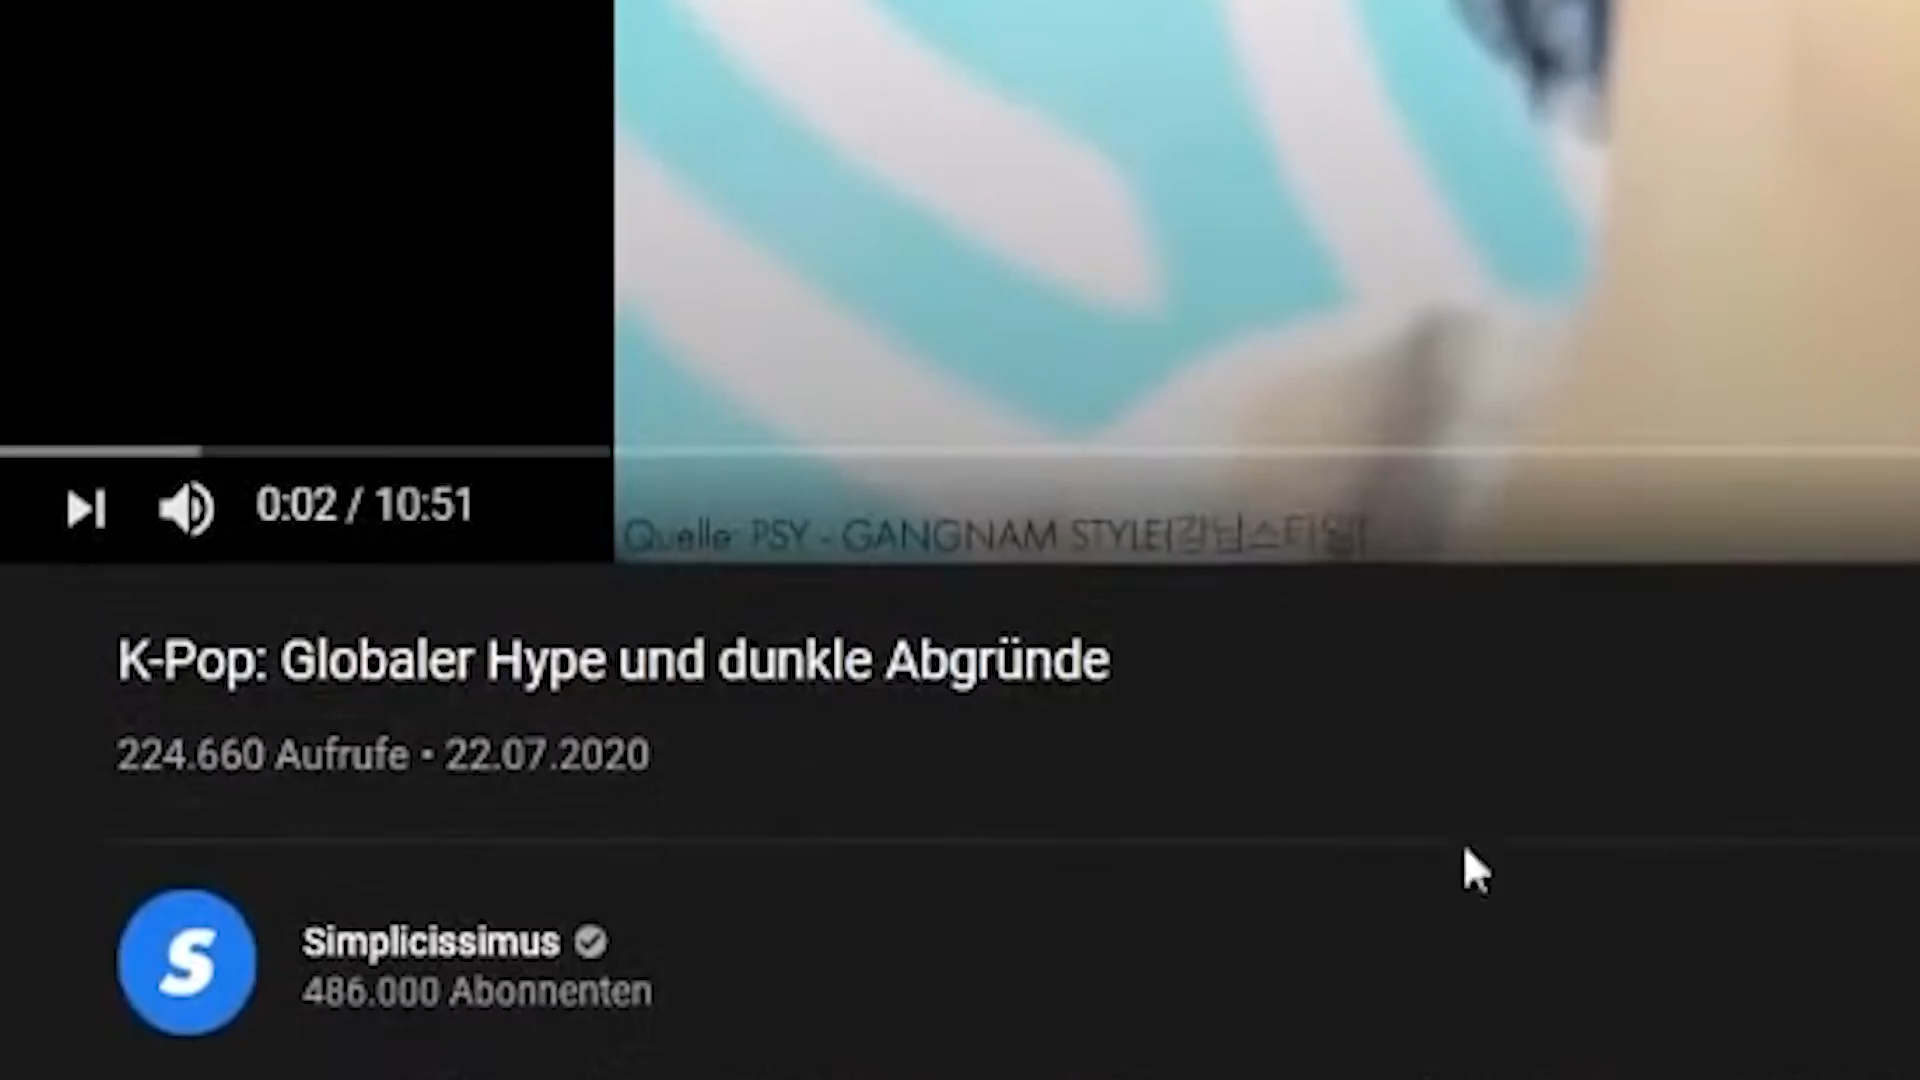 0:02 / 10:51
Quelle: PSY - GANGNAM STYLE(강남스타일)
K-Pop: Globaler Hype und dunkle Abgründe
224.660 Aufrufe • 22.07.2020
S
Simplicissimus
486.000 Abonnenten